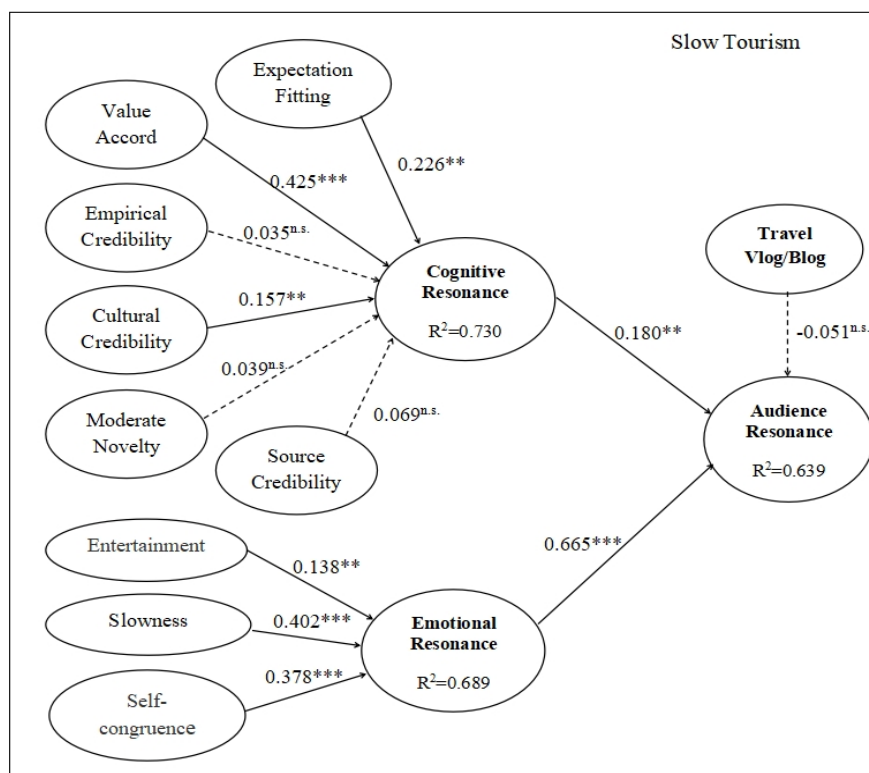 Slow Tourism
Expectation
Fitting
Value
Accord
0.226**
0.425***
Empirical
Credibility
0.035n.s.
Travel
Vlog/Blog
Cognitive
Resonance
R²=0.730
Cultural
Credibility
0.157**
0.180**
-0.051n.s.
0.039n.s.
Moderate
Novelty
0.069n.s.
Source
Credibility
Audience
Resonance
R²=0.639
Entertainment
0.138**
0.665***
Slowness
0.402***
Emotional
Resonance
R²=0.689
0.378***
Self-
congruence